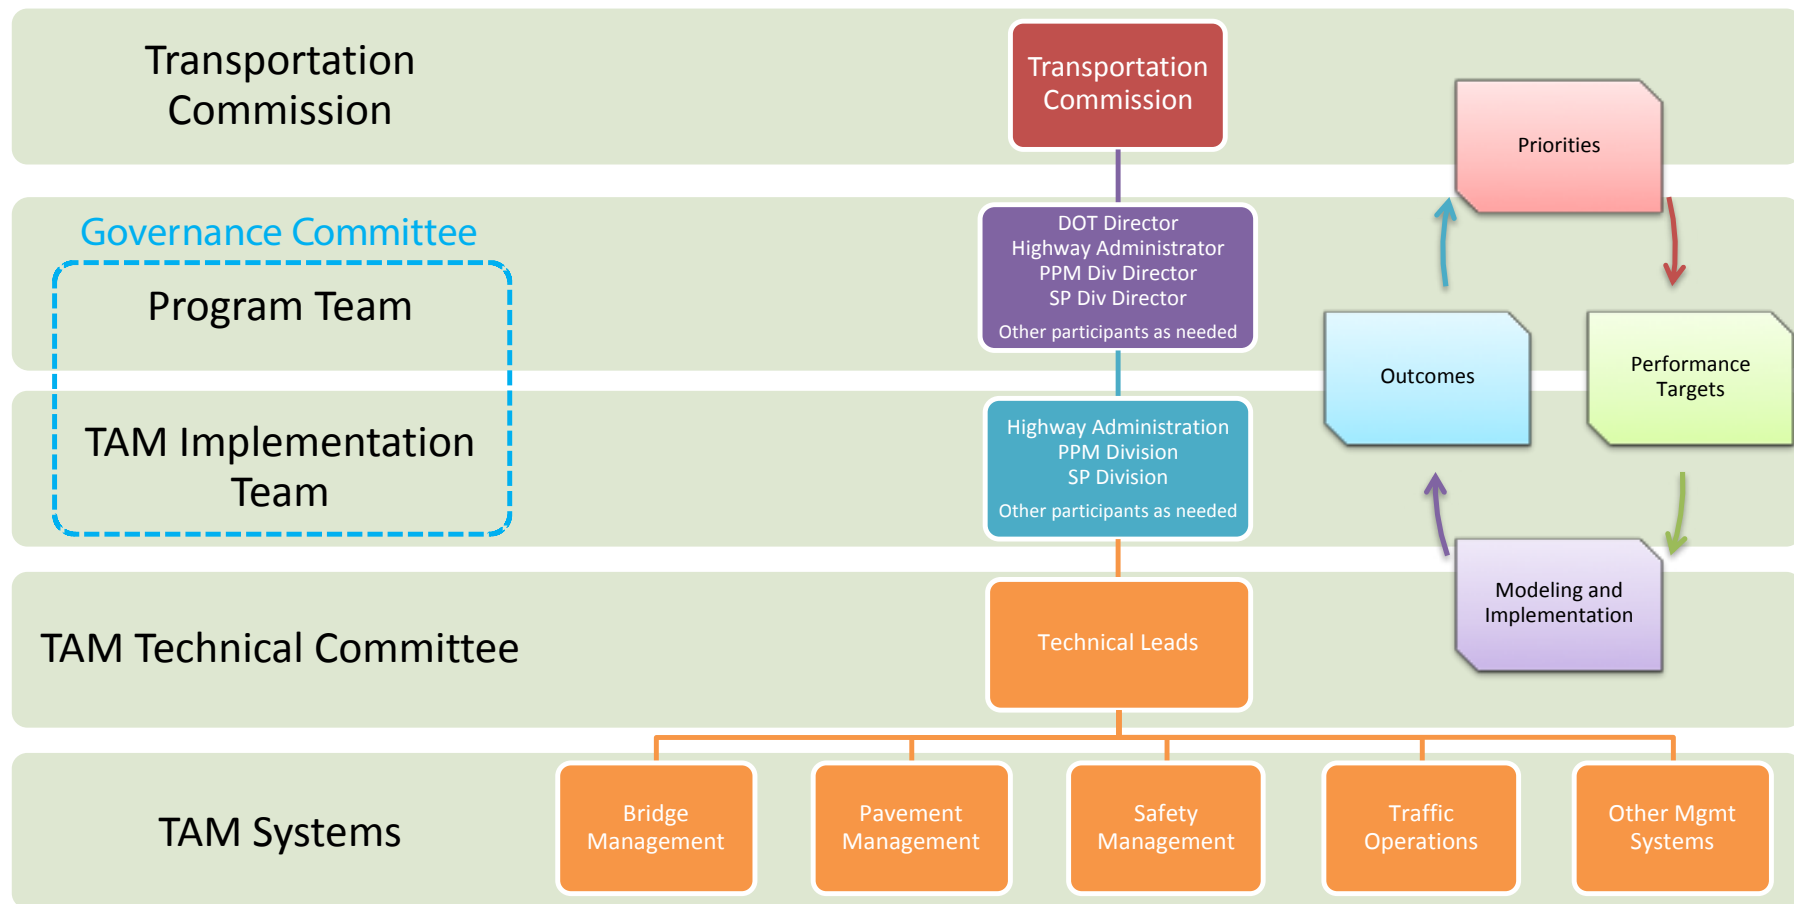 Transportation
Commission
Transportation
Commission
Priorities
Governance Committee
Program Team
DOT Director
Highway Administrator
PPM Div Director
SP Div Director
Other participants as needed
Outcomes
Performance
Targets
TAM Implementation
Team
Highway Administration
PPM Division
SP Division
Other participants as needed
Modeling and
Implementation
TAM Technical Committee
Technical Leads
TAM Systems
Bridge
Management
Pavement
Management
Safety
Management
Traffic
Operations
Other Mgmt
Systems